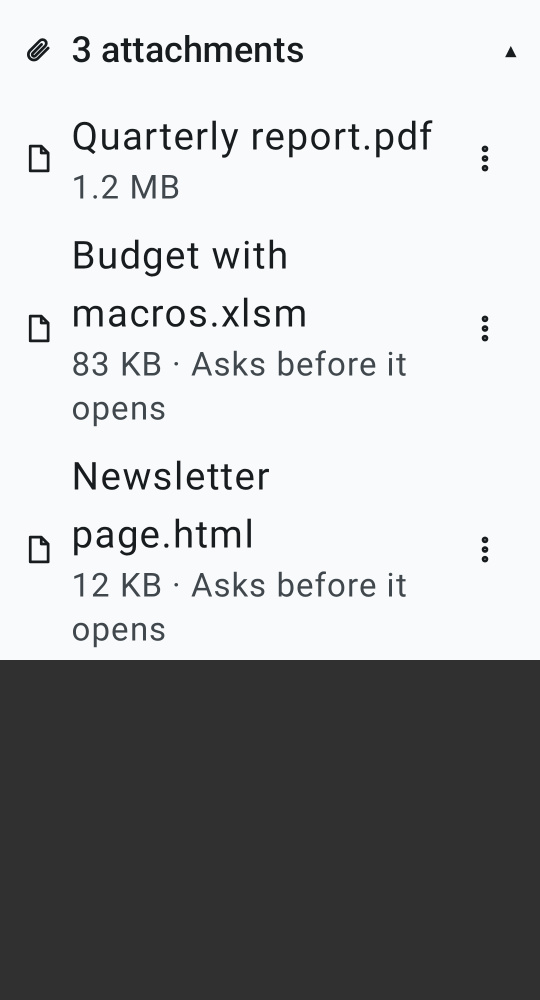 3 attachments
Quarterly report.pdf
1.2 MB
Budget with
macros.xlsm
83 KB · Asks before it
opens
Newsletter
page.html
12 KB · Asks before it
opens